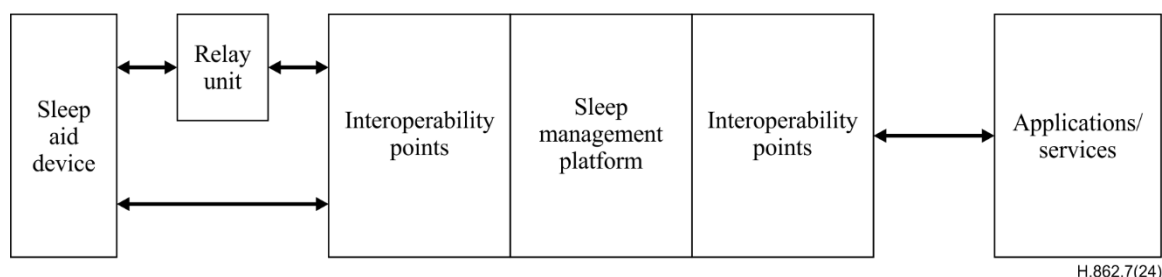 Sleep
aid
device
Relay
unit
Interoperability
points
Sleep
management
platform
Interoperability
points
Applications/
services
H.862.7(24)